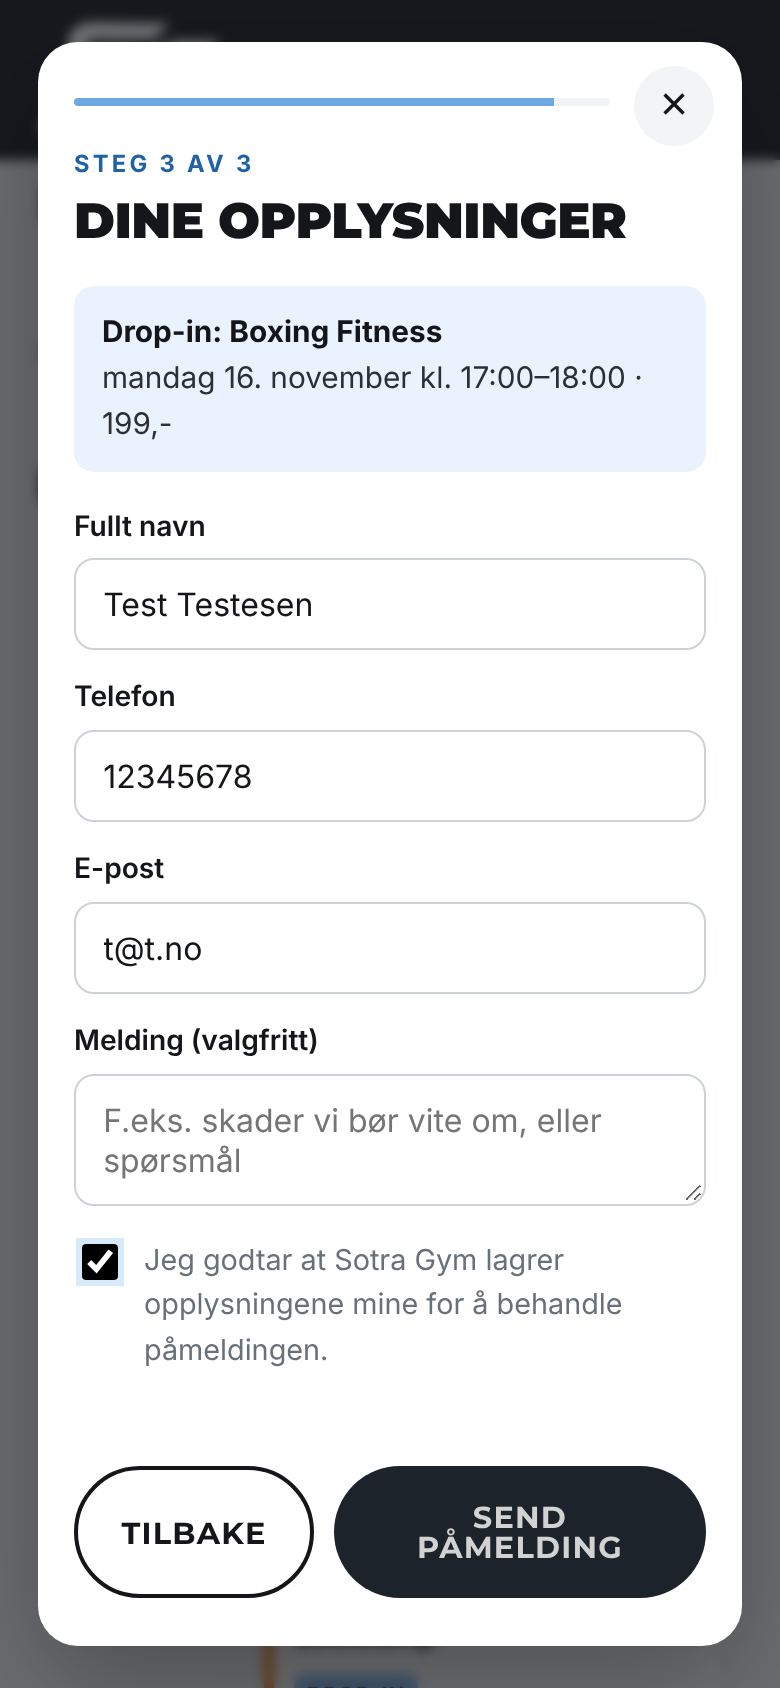 STEG 3 AV 3
DINE OPPLYSNINGER
Drop-in: Boxing Fitness
mandag 16. november kl. 17:00–18:00 ·
199,-
Fullt navn
Test Testesen
Telefon
12345678
E-post
t@t.no
Melding (valgfritt)
F.eks. skader vi bør vite om, eller
spørsmål
Jeg godtar at Sotra Gym lagrer
opplysningene mine for å behandle
påmeldingen.
TILBAKE
SEND
PÅMELDING